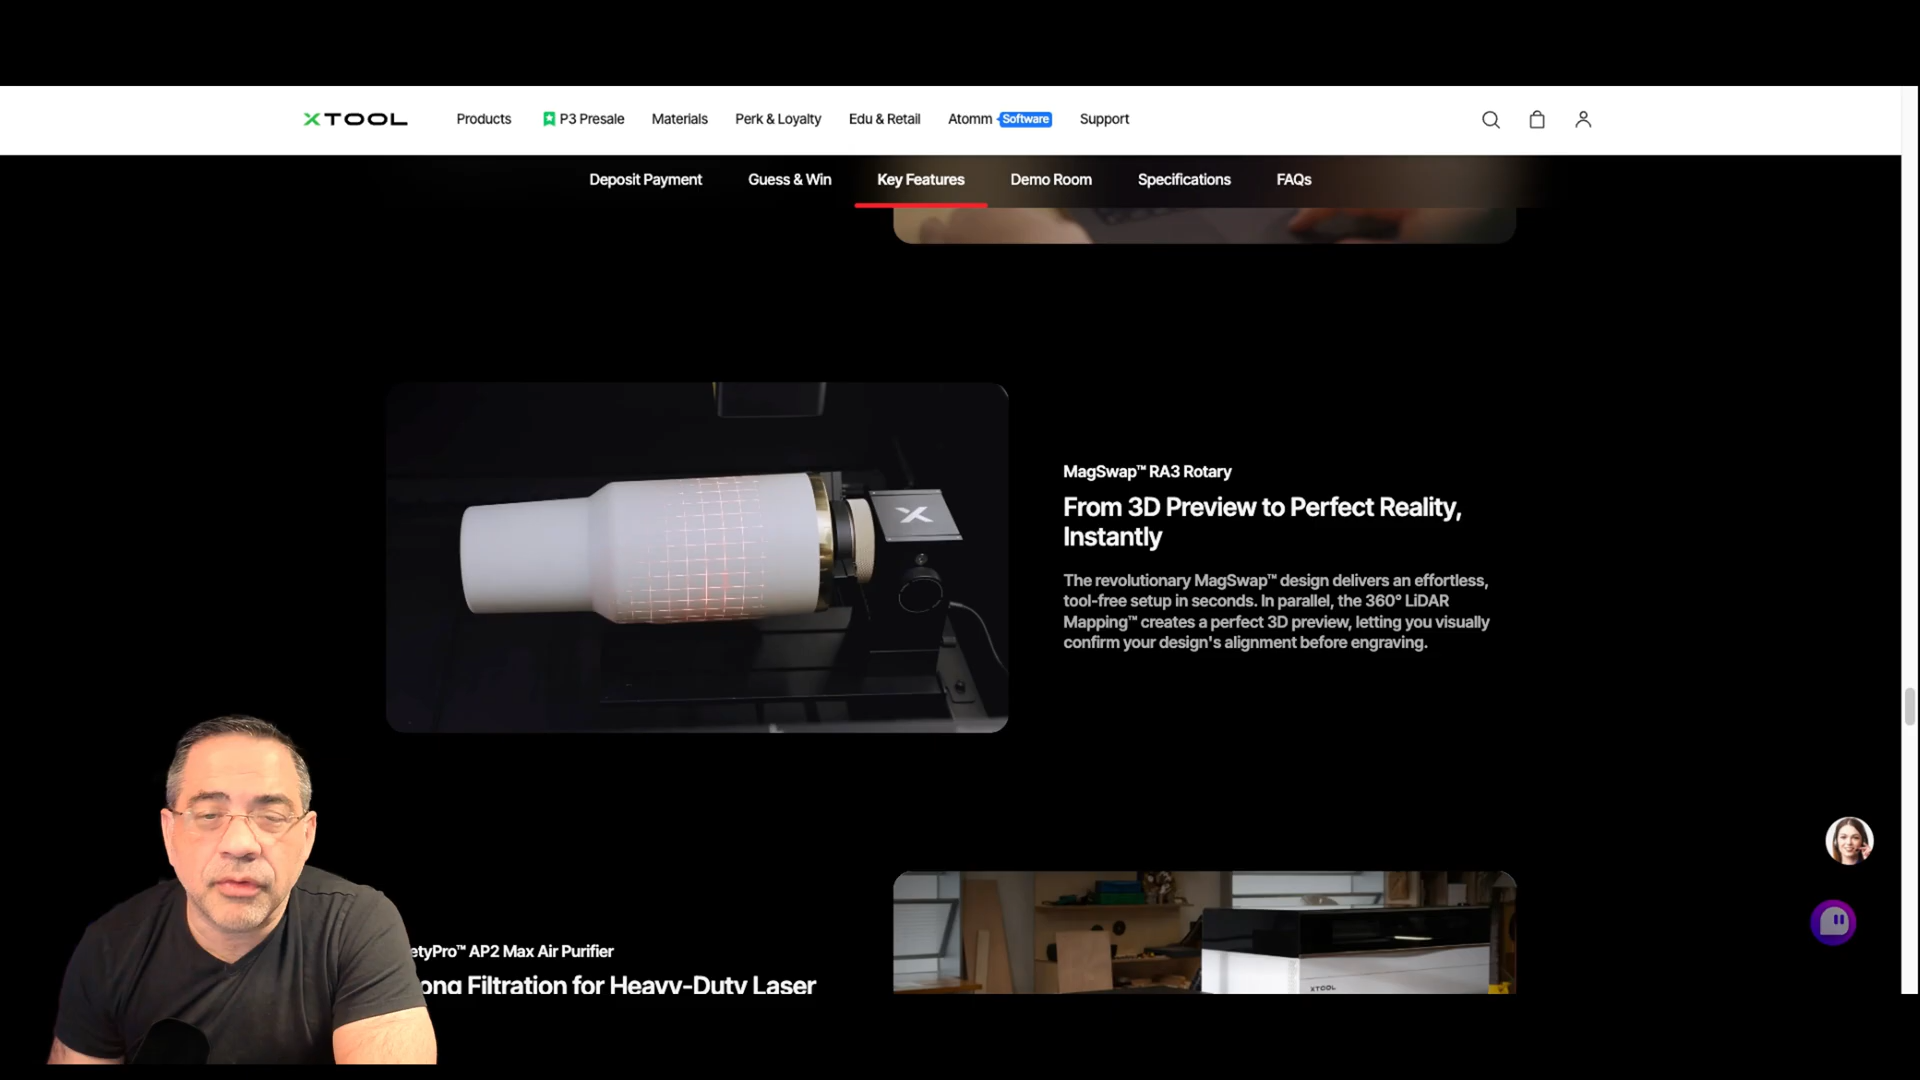 XTOOL
Products
P3 Presale
Materials
Perk & Loyalty
Edu & Retail
Atomm Software
Support
Deposit Payment
Guess & Win
Key Features
Demo Room
Specifications
FAQs
MagSwap™ RA3 Rotary
From 3D Preview to Perfect Reality,
Instantly
The revolutionary MagSwap™ design delivers an effortless,
tool-free setup in seconds. In parallel, the 360° LiDAR
Mapping™ creates a perfect 3D preview, letting you visually
confirm your design's alignment before engraving.
etyPro™ AP2 Max Air Purifier
ong Filtration for Heavy-Duty Laser
XTOOL